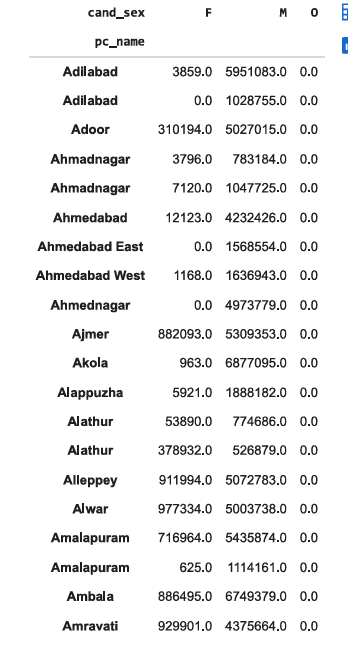 cand_sex F M O
pc_name
Adilabad 3859.0 5951083.0 0.0
Adilabad 0.0 1028755.0 0.0
Adoor 310194.0 5027015.0 0.0
Ahmadnagar 3796.0 783184.0 0.0
Ahmadnagar 7120.0 1047725.0 0.0
Ahmedabad 12123.0 4232426.0 0.0
Ahmedabad East 0.0 1568554.0 0.0
Ahmedabad West 1168.0 1636943.0 0.0
Ahmednagar 0.0 4973779.0 0.0
Ajmer 882093.0 5309353.0 0.0
Akola 963.0 6877095.0 0.0
Alappuzha 5921.0 1888182.0 0.0
Alathur 53890.0 774686.0 0.0
Alathur 378932.0 526879.0 0.0
Alleppey 911994.0 5072783.0 0.0
Alwar 977334.0 5003738.0 0.0
Amalapuram 716964.0 5435874.0 0.0
Amalapuram 625.0 1114161.0 0.0
Ambala 886495.0 6749379.0 0.0
Amravati 929901.0 4375664.0 0.0